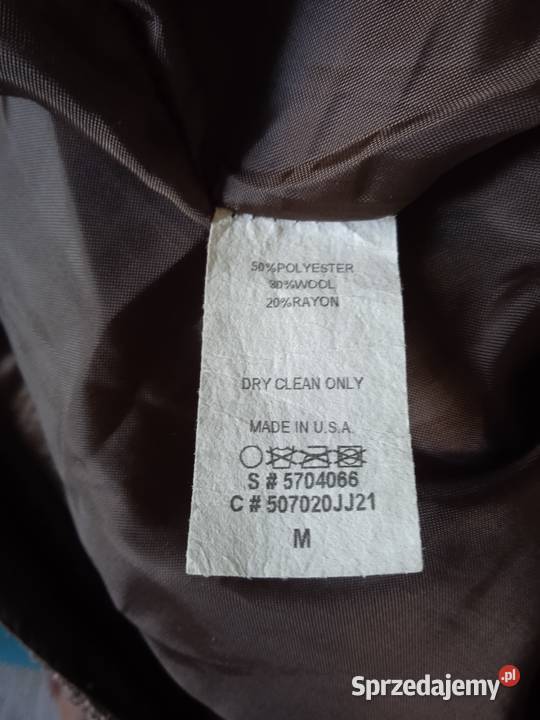 50%POLYESTER
30%WOOL
20%RAYON
DRY CLEAN ONLY
MADE IN U.S.A.
S # 5704066
C # 507020JJ21
M
Sprzedajemy.pl